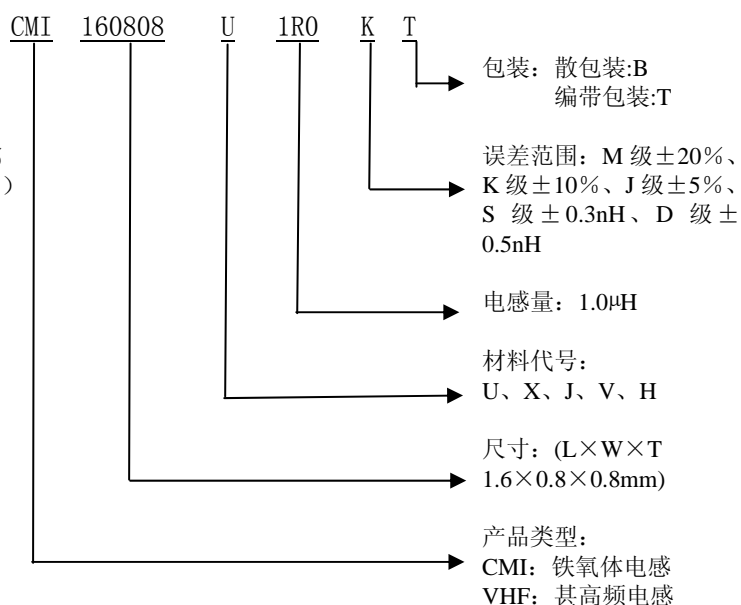 CMI 160808 U 1R0 K T
包装：散包装:B
编带包装:T
误差范围：M 级±20％、
K 级±10％、J 级±5％、
S 级±0.3nH、D 级±
0.5nH
）
电感量：1.0μH
材料代号：
U、X、J、V、H
尺寸：(L×W×T
1.6×0.8×0.8mm)
产品类型：
CMI：铁氧体电感
VHF：甚高频电感